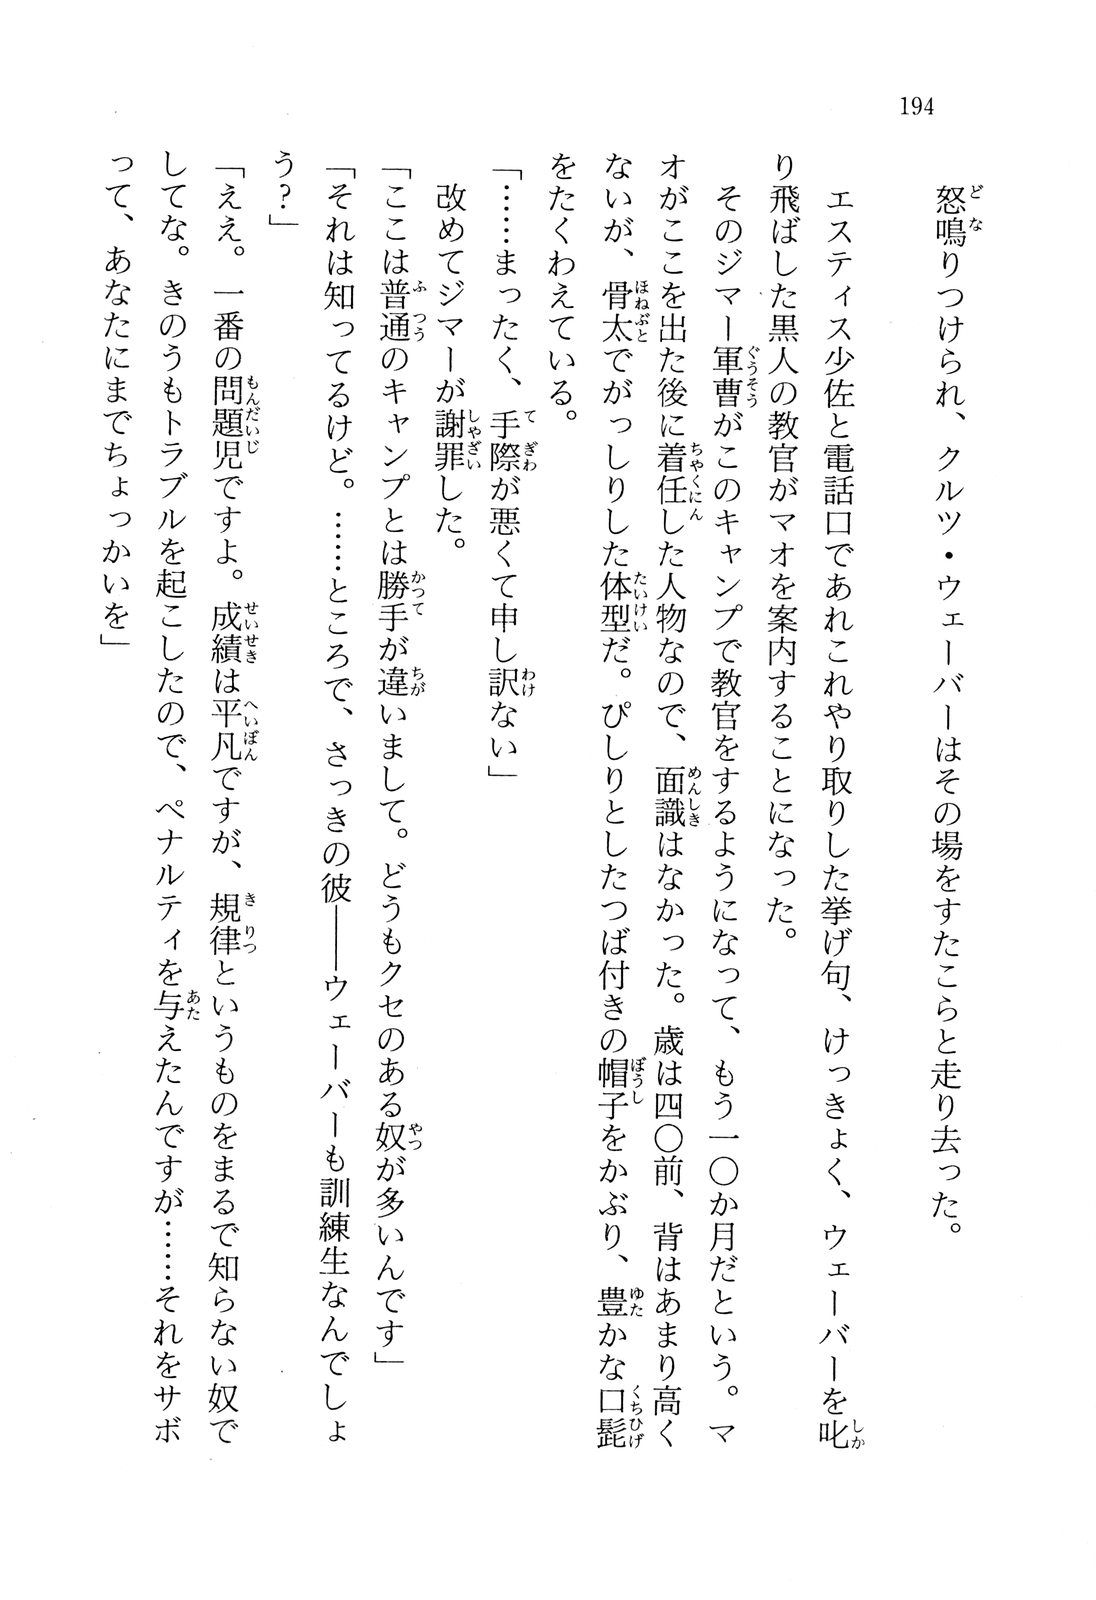 194
怒鳴りつけられ、クルツ・ウェーバーはその場をすたこらと走り去った。
エスティス少佐と電話口であれこれやり取りした挙げ句、けっきょく、ウェーバーを叱
り飛ばした黒人の教官がマオを案内することになった。
そのジマー軍曹がこのキャンプで教官をするようになって、もう一〇か月だという。マ
オがここを出た後に着任した人物なので、面識はなかった。歳は四〇前、背はあまり高く
ないが、骨太でがっしりした体型だ。ぴしりとしたつば付きの帽子をかぶり、豊かな口髭
をたくわえている。
「……まったく、手際が悪くて申し訳ない」
改めてジマーが謝罪した。
「ここは普通のキャンプとは勝手が違いまして。どうもクセのある奴が多いんです」
「それは知ってるけど。……ところで、さっきの彼――ウェーバーも訓練生なんでしょ
う？」
「ええ。一番の問題児ですよ。成績は平凡ですが、規律というものをまるで知らない奴で
してな。きのうもトラブルを起こしたので、ペナルティを与えたんですが……それをサボ
って、あなたにまでちょっかいを」